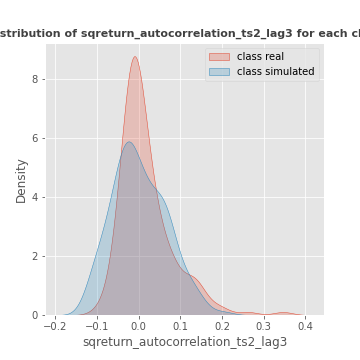 stribution of sqreturn_autocorrelation_ts2_lag3 for each cl
class real
class simulated
Density
8
6
4
2
0
-0.2 -0.1 0.0 0.1 0.2 0.3 0.4
sqreturn_autocorrelation_ts2_lag3